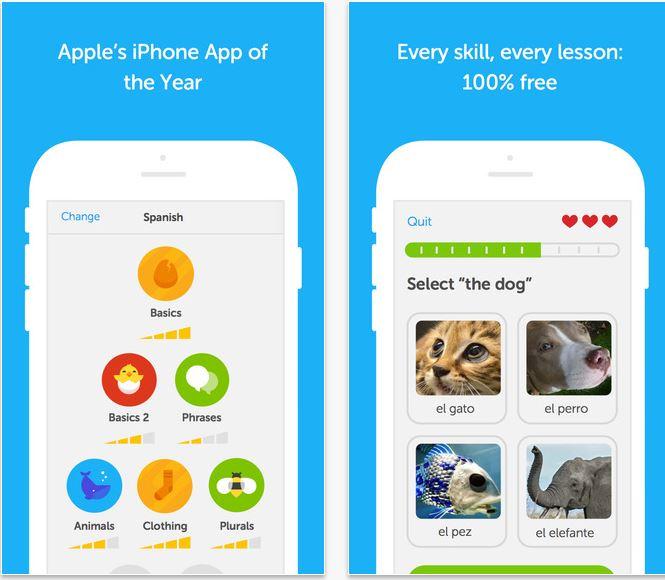 Apple's iPhone App of
the Year
Change
Spanish
Basics
Basics 2
Phrases
Animals
Clothing
Plurals
Every skill, every lesson:
100% free
Quit
Select “the dog”
el gato
el perro
el pez
el elefante